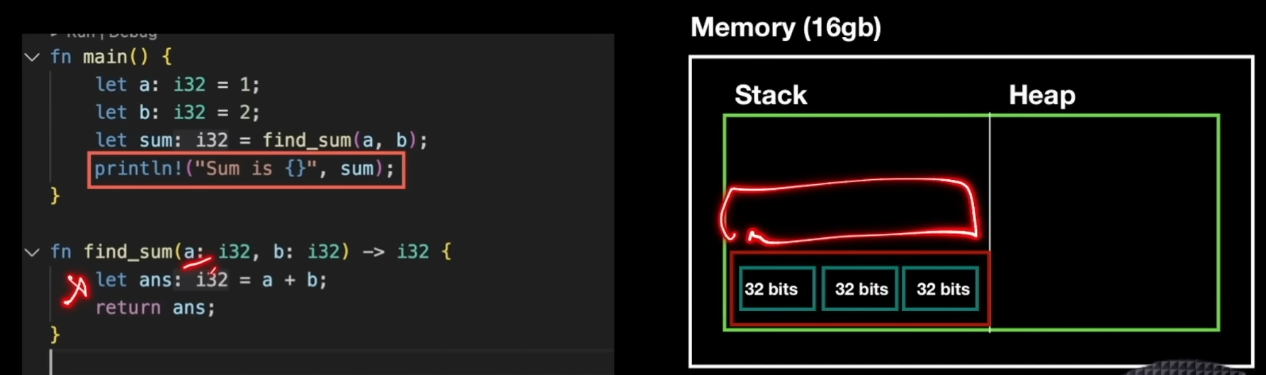 Run | Debug
fn main() {
let a: i32 = 1;
let b: i32 = 2;
let sum: i32 = find_sum(a, b);
println!("Sum is {}", sum);
}
fn find_sum(a: i32, b: i32) -> i32 {
let ans: i32 = a + b;
return ans;
}
Memory (16gb)
Stack
Heap
32 bits
32 bits
32 bits